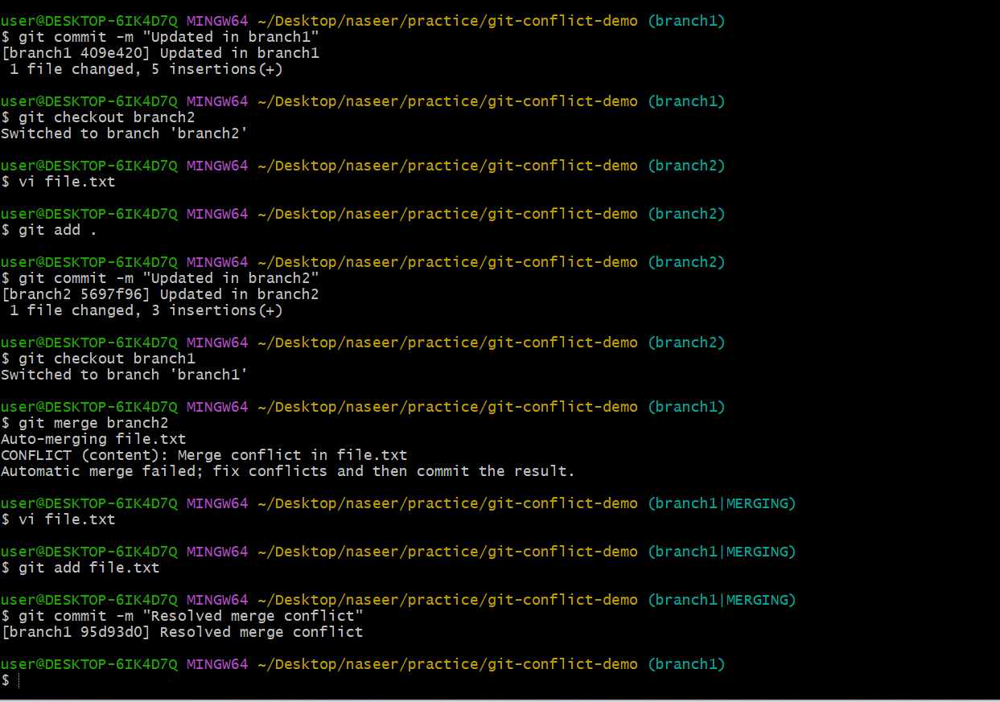 user@DESKTOP-6IK4D7Q MINGW64 ~/Desktop/naseer/practice/git-conflict-demo (branch1)
$ git commit -m "Updated in branch1"
[branch1 409e420] Updated in branch1
 1 file changed, 5 insertions(+)

user@DESKTOP-6IK4D7Q MINGW64 ~/Desktop/naseer/practice/git-conflict-demo (branch1)
$ git checkout branch2
Switched to branch 'branch2'

user@DESKTOP-6IK4D7Q MINGW64 ~/Desktop/naseer/practice/git-conflict-demo (branch2)
$ vi file.txt

user@DESKTOP-6IK4D7Q MINGW64 ~/Desktop/naseer/practice/git-conflict-demo (branch2)
$ git add .

user@DESKTOP-6IK4D7Q MINGW64 ~/Desktop/naseer/practice/git-conflict-demo (branch2)
$ git commit -m "Updated in branch2"
[branch2 5697f96] Updated in branch2
 1 file changed, 3 insertions(+)

user@DESKTOP-6IK4D7Q MINGW64 ~/Desktop/naseer/practice/git-conflict-demo (branch2)
$ git checkout branch1
Switched to branch 'branch1'

user@DESKTOP-6IK4D7Q MINGW64 ~/Desktop/naseer/practice/git-conflict-demo (branch1)
$ git merge branch2
Auto-merging file.txt
CONFLICT (content): Merge conflict in file.txt
Automatic merge failed; fix conflicts and then commit the result.

user@DESKTOP-6IK4D7Q MINGW64 ~/Desktop/naseer/practice/git-conflict-demo (branch1|MERGING)
$ vi file.txt

user@DESKTOP-6IK4D7Q MINGW64 ~/Desktop/naseer/practice/git-conflict-demo (branch1|MERGING)
$ git add file.txt

user@DESKTOP-6IK4D7Q MINGW64 ~/Desktop/naseer/practice/git-conflict-demo (branch1|MERGING)
$ git commit -m "Resolved merge conflict"
[branch1 95d93d0] Resolved merge conflict

user@DESKTOP-6IK4D7Q MINGW64 ~/Desktop/naseer/practice/git-conflict-demo (branch1)
$